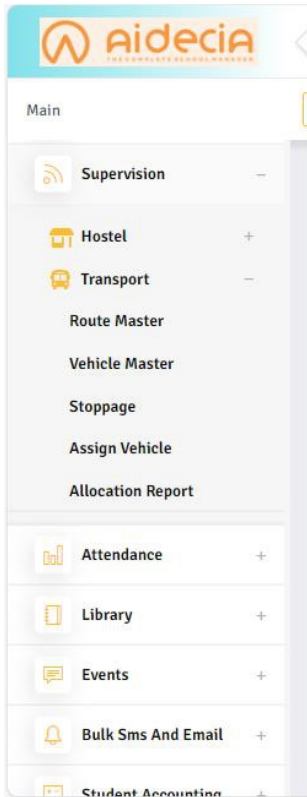 aidecia
THE COMPLETE SCHOOL MANAGER
Main
Supervision
Hostel
Transport
Route Master
Vehicle Master
Stoppage
Assign Vehicle
Allocation Report
Attendance
Library
Events
Bulk Sms And Email
Student Accounting